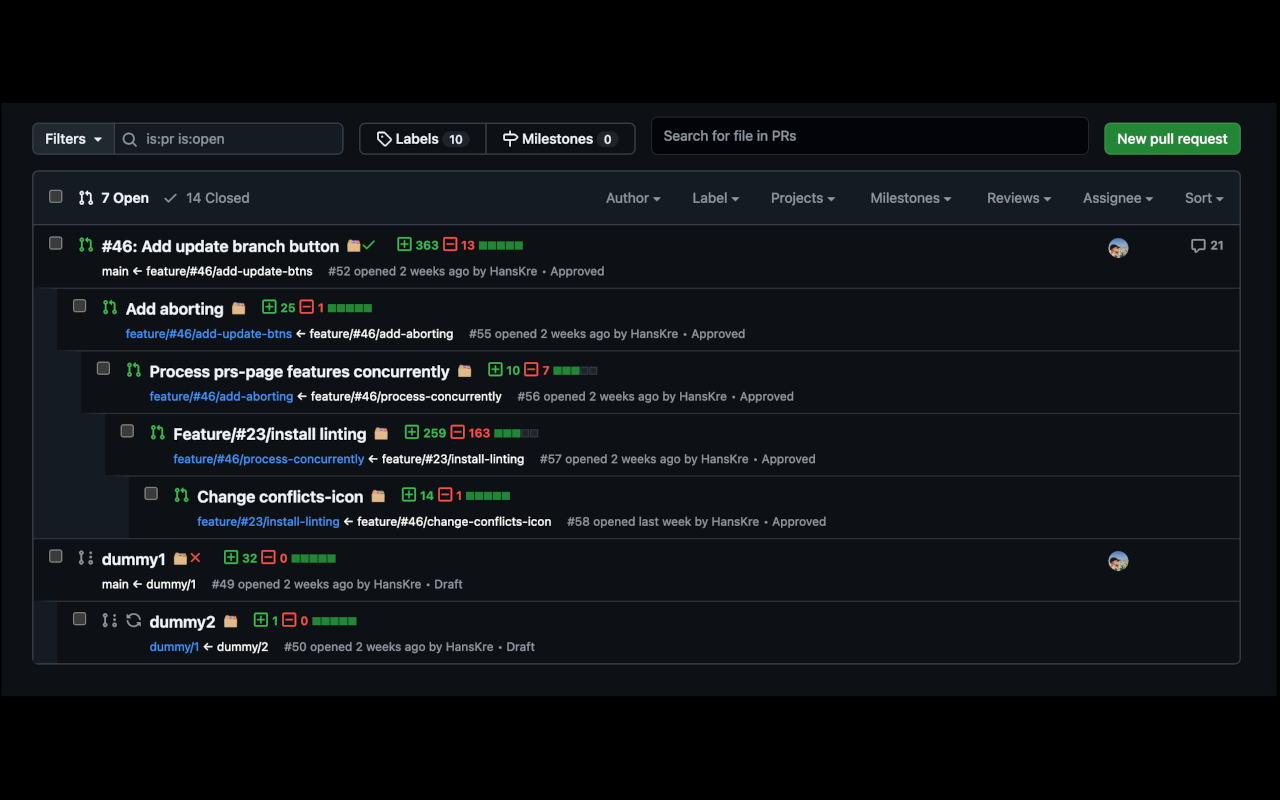 Filters is:pr is:open Labels 10 Milestones 0 Search for file in PRs New pull request
7 Open 14 Closed Author Label Projects Milestones Reviews Assignee Sort
#46: Add update branch button 363 13 21
main ← feature/#46/add-update-btns #52 opened 2 weeks ago by HansKre • Approved
Add aborting 25 1
feature/#46/add-update-btns ← feature/#46/add-aborting #55 opened 2 weeks ago by HansKre • Approved
Process prs-page features concurrently 10 7
feature/#46/add-aborting ← feature/#46/process-concurrently #56 opened 2 weeks ago by HansKre • Approved
Feature/#23/install linting 259 163
feature/#46/process-concurrently ← feature/#23/install-linting #57 opened 2 weeks ago by HansKre • Approved
Change conflicts-icon 14 1
feature/#23/install-linting ← feature/#46/change-conflicts-icon #58 opened last week by HansKre • Approved
dummy1 32 0
main ← dummy/1 #49 opened 2 weeks ago by HansKre • Draft
dummy2 1 0
dummy/1 ← dummy/2 #50 opened 2 weeks ago by HansKre • Draft